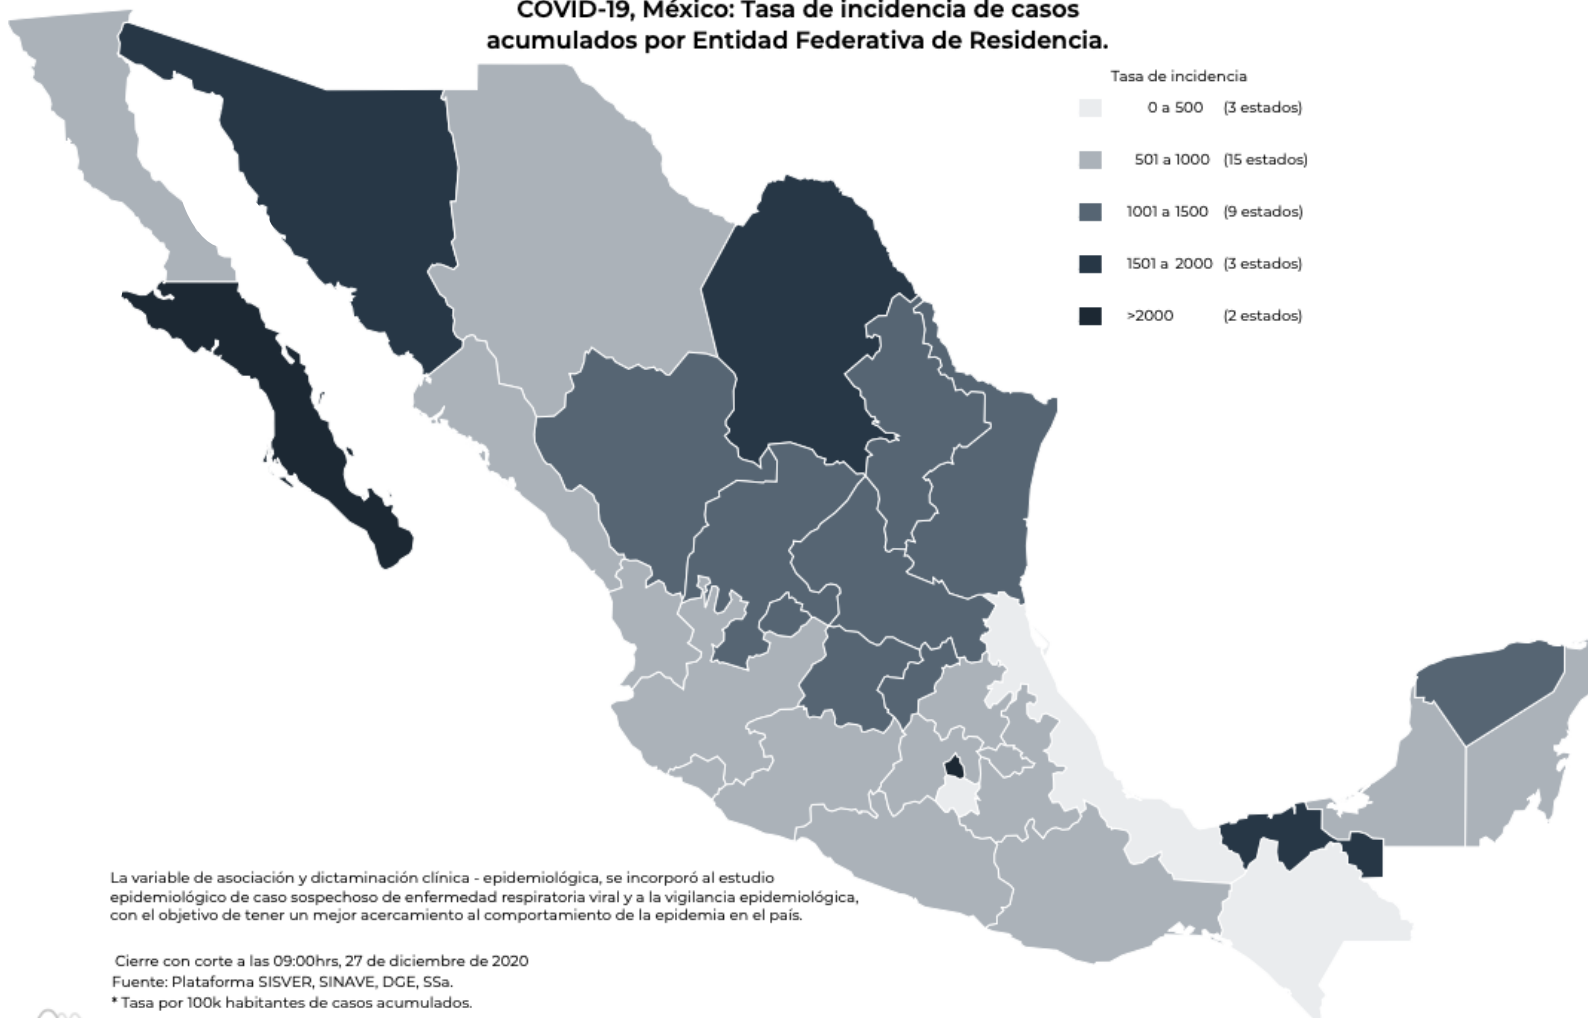 COVID-19, México: Tasa de incidencia de casos
acumulados por Entidad Federativa de Residencia.
Tasa de incidencia
0 a 500 (3 estados)
501 a 1000 (15 estados)
1001 a 1500 (9 estados)
1501 a 2000 (3 estados)
>2000 (2 estados)
La variable de asociación y dictaminación clínica - epidemiológica, se incorporó al estudio
epidemiológico de caso sospechoso de enfermedad respiratoria viral y a la vigilancia epidemiológica,
con el objetivo de tener un mejor acercamiento al comportamiento de la epidemia en el país.
Cierre con corte a las 09:00hrs, 27 de diciembre de 2020
Fuente: Plataforma SISVER, SINAVE, DGE, SSa.
* Tasa por 100k habitantes de casos acumulados.